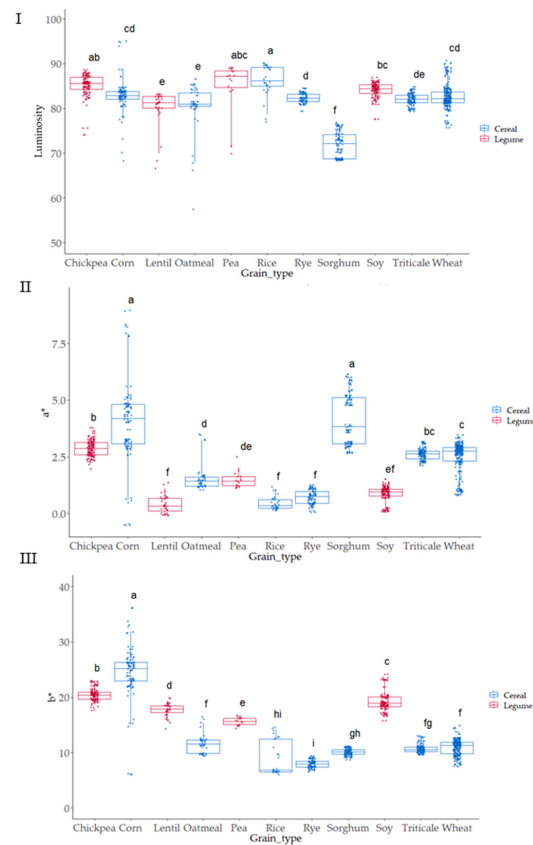 I
100
90
80
70
60
50
Luminosity
ab cd e e abc a d f bc de cd
Chickpea Corn Lentil Oatmeal Pea Rice Rye Sorghum Soy Triticale Wheat
Grain_type
Cereal
Legume
II
7.5
5.0
2.5
0.0
a*
b a f d de f f a ef bc c
Chickpea Corn Lentil Oatmeal Pea Rice Rye Sorghum Soy Triticale Wheat
Grain_type
Cereal
Legume
III
40
30
20
10
0
b*
b a d f e hi i gh c fg f
Chickpea Corn Lentil Oatmeal Pea Rice Rye Sorghum Soy Triticale Wheat
Grain_type
Cereal
Legume